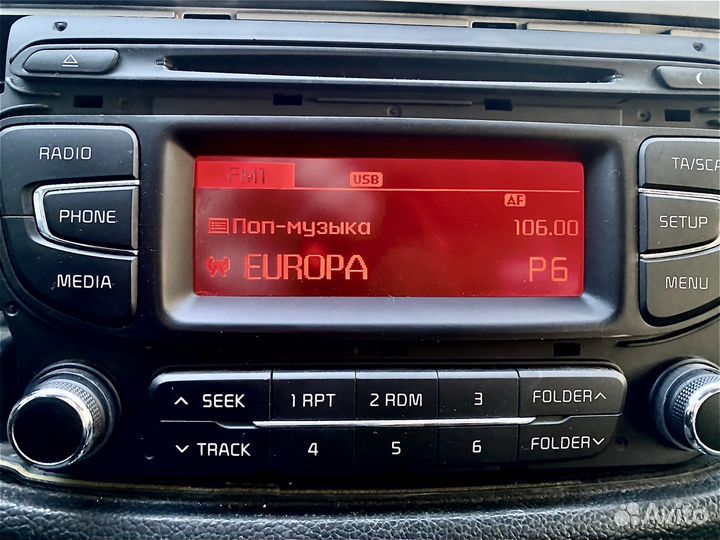 RADIO
PHONE
MEDIA
FM1
USB
AF
Поп-музыка 106.00
EUROPA P6
TA/SCA
SETUP
MENU
SEEK 1 RPT 2 RDM 3 FOLDER
TRACK 4 5 6 FOLDER
Avito